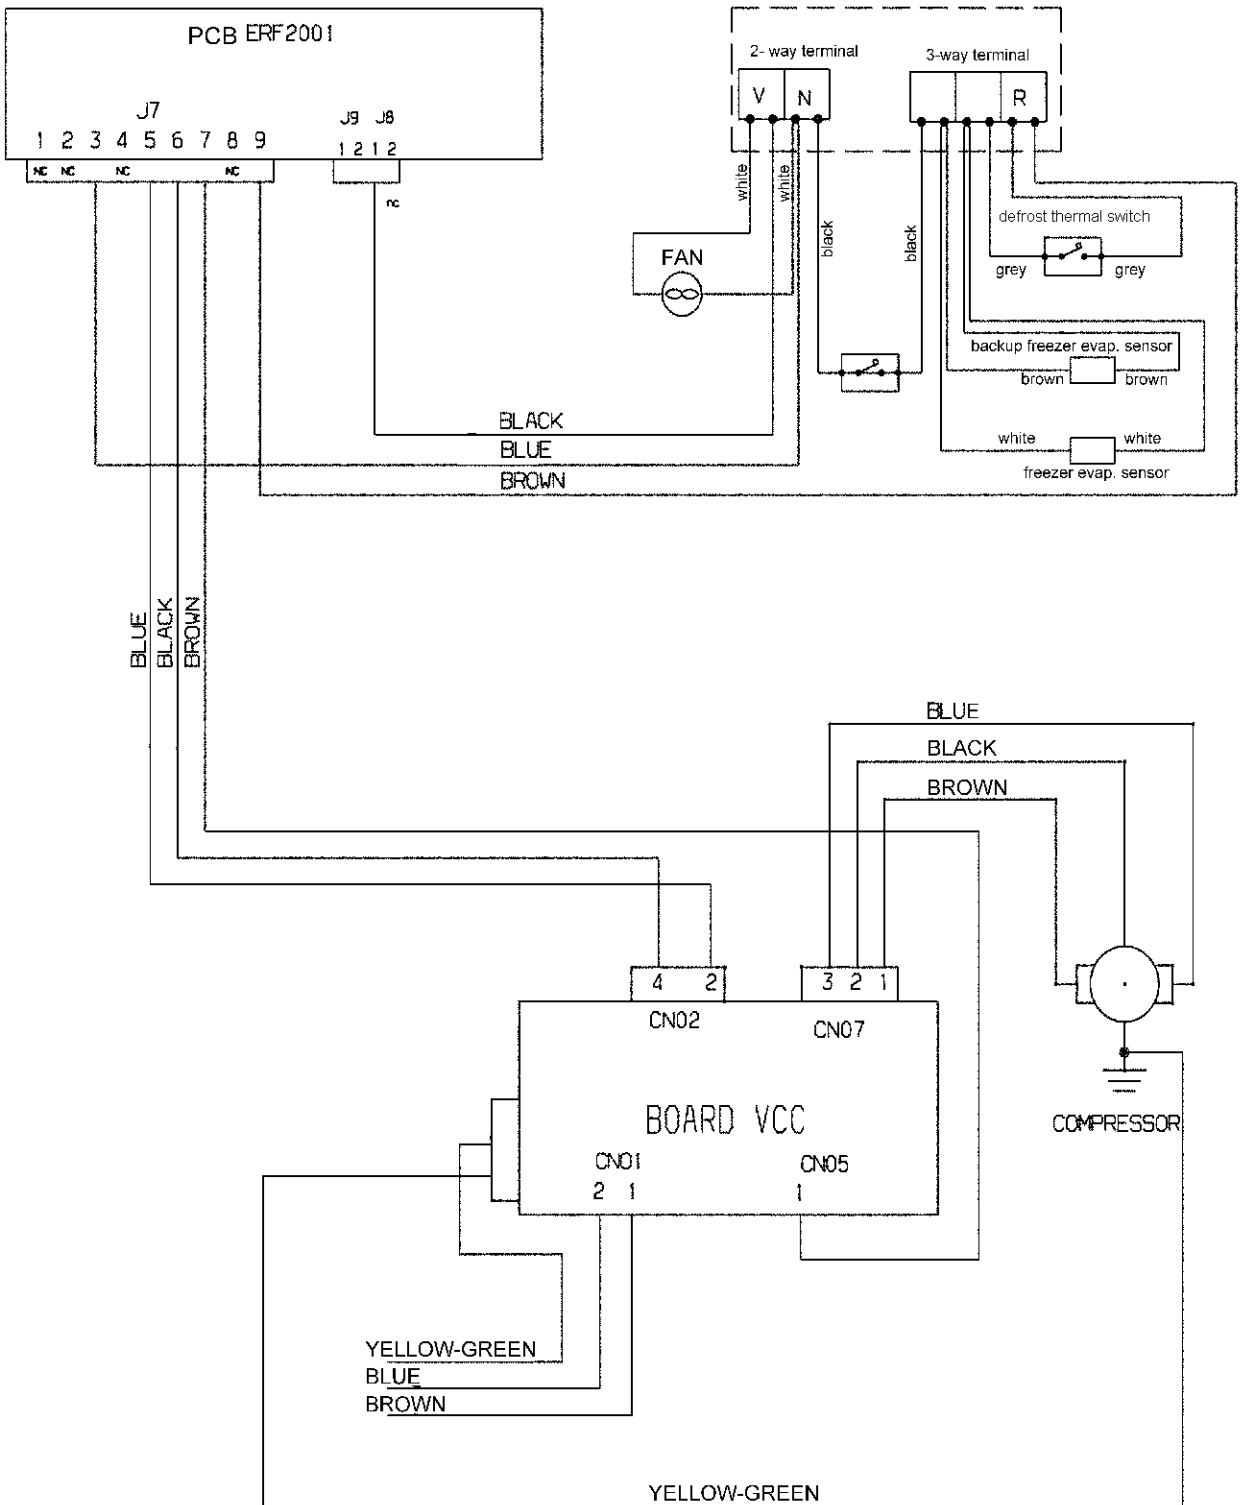 PCB ERF2001
J7
1 2 3 4 5 6 7 8 9
NC NC NC NC
J9 J8
1 2 1 2
nc
2- way terminal
V N
3-way terminal
R
white
white
black
black
FAN
defrost thermal switch
grey grey
backup freezer evap. sensor
brown brown
white white
freezer evap. sensor
BLACK
BLUE
BROWN
BLUE
BLACK
BROWN
BLUE
BLACK
BROWN
4 2
CN02
3 2 1
CN07
BOARD VCC
CN01
2 1
CN05
1
COMPRESSOR
YELLOW-GREEN
BLUE
BROWN
YELLOW-GREEN